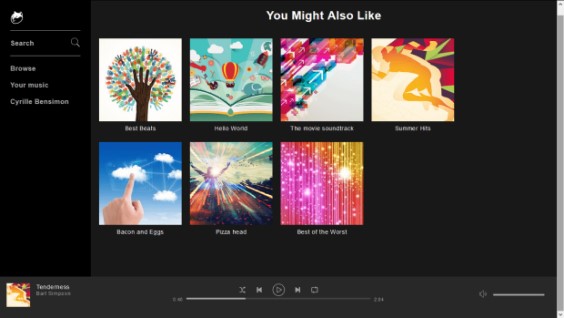 You Might Also Like
Search
Browse
Your music
Cyrille Bensimon
Best Beats
Hello World
The movie soundtrack
Summer Hits
Bacon and Eggs
Pizza head
Best of the Worst
Tenderness
Bart Simpson
0:46
2:34